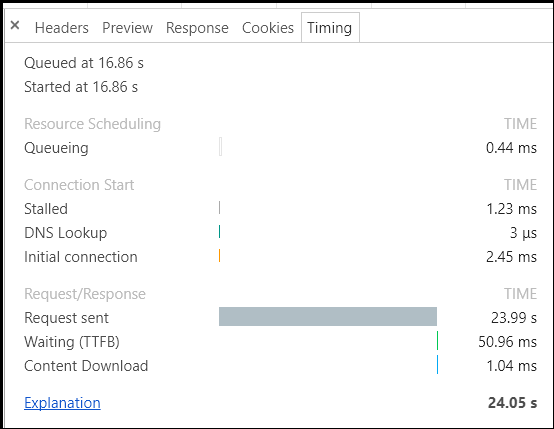 × Headers Preview Response Cookies Timing
Queued at 16.86 s
Started at 16.86 s
Resource Scheduling TIME
Queueing 0.44 ms
Connection Start TIME
Stalled 1.23 ms
DNS Lookup 3 µs
Initial connection 2.45 ms
Request/Response TIME
Request sent 23.99 s
Waiting (TTFB) 50.96 ms
Content Download 1.04 ms
Explanation 24.05 s